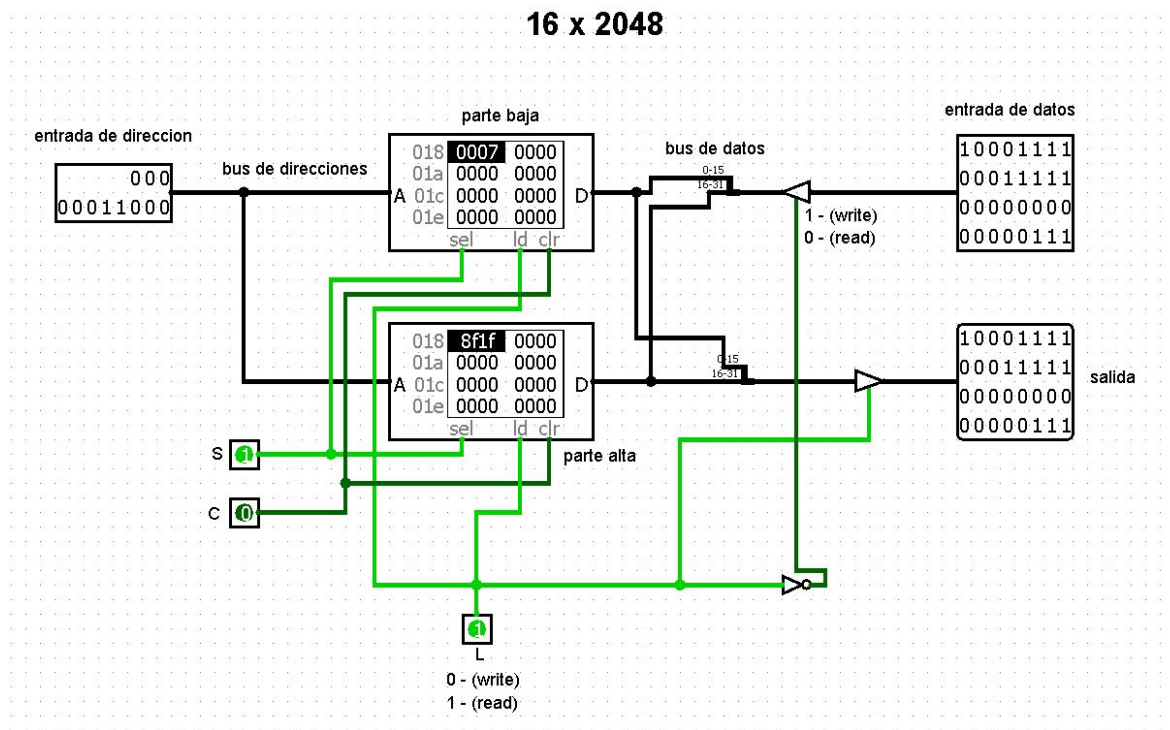 16 x 2048
entrada de direccion
000
00011000
bus de direcciones
parte baja
018 0007 0000
01a 0000 0000
A 01c 0000 0000 D
01e 0000 0000
sel ld clr
bus de datos
0-15
16-31
1 - (write)
0 - (read)
entrada de datos
10001111
00011111
00000000
00000111
018 8f1f 0000
01a 0000 0000
A 01c 0000 0000 D
01e 0000 0000
sel ld clr
parte alta
0-15
16-31
10001111
00011111
00000000
00000111
salida
S 1
C 0
1
L
0 - (write)
1 - (read)